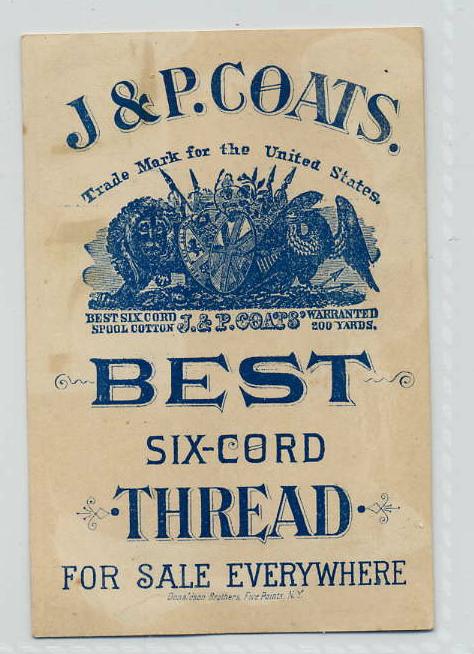 J & P. COATS.
Trade Mark for the United States.
BEST SIX CORD SPOOL COTTON
J. & P. COATS'
WARRANTED 200 YARDS.
BEST
SIX-CORD
THREAD
FOR SALE EVERYWHERE
Donaldson Brothers, Five Points, N.Y.